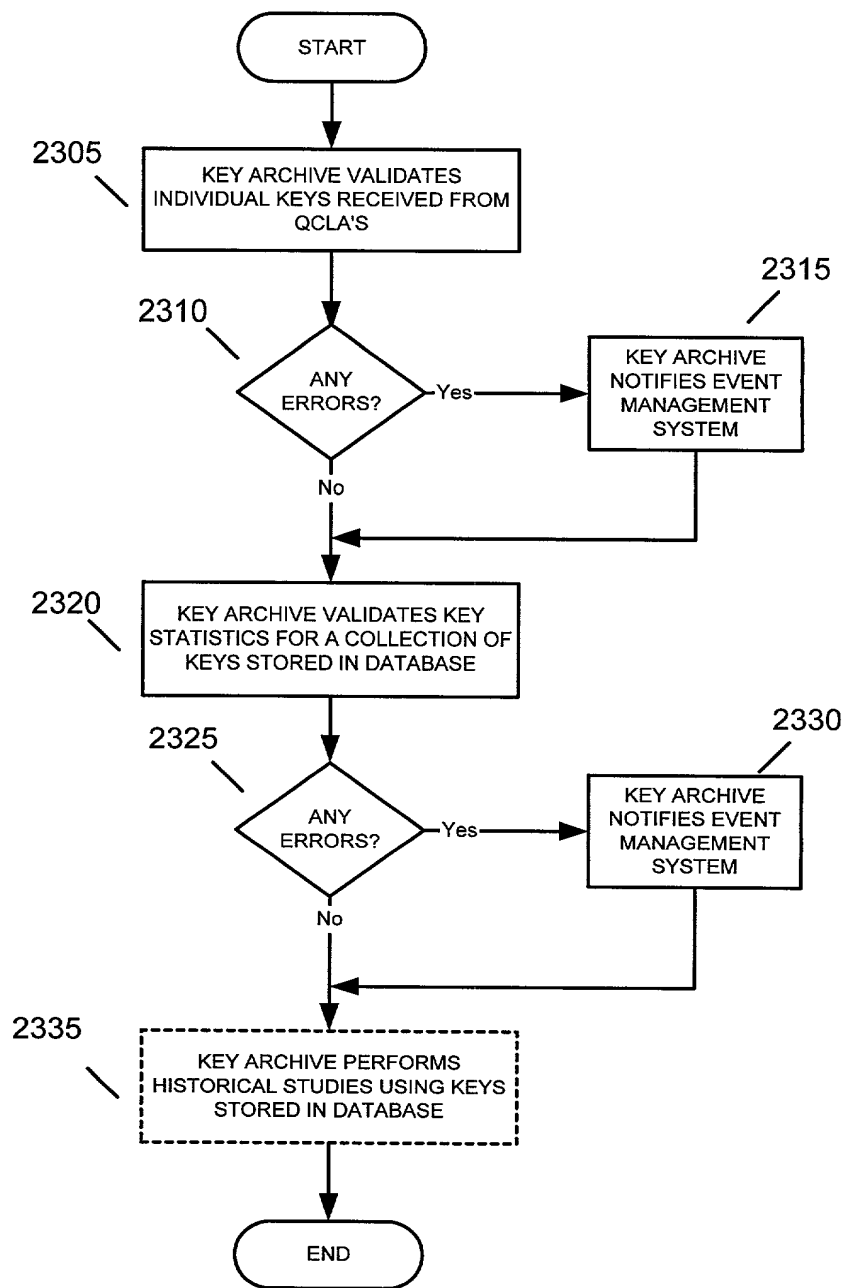 START
2305
KEY ARCHIVE VALIDATES
INDIVIDUAL KEYS RECEIVED FROM
QCLA'S
2310
ANY
ERRORS?
Yes
2315
KEY ARCHIVE
NOTIFIES EVENT
MANAGEMENT
SYSTEM
No
2320
KEY ARCHIVE VALIDATES KEY
STATISTICS FOR A COLLECTION OF
KEYS STORED IN DATABASE
2325
ANY
ERRORS?
Yes
2330
KEY ARCHIVE
NOTIFIES EVENT
MANAGEMENT
SYSTEM
No
2335
KEY ARCHIVE PERFORMS
HISTORICAL STUDIES USING KEYS
STORED IN DATABASE
END